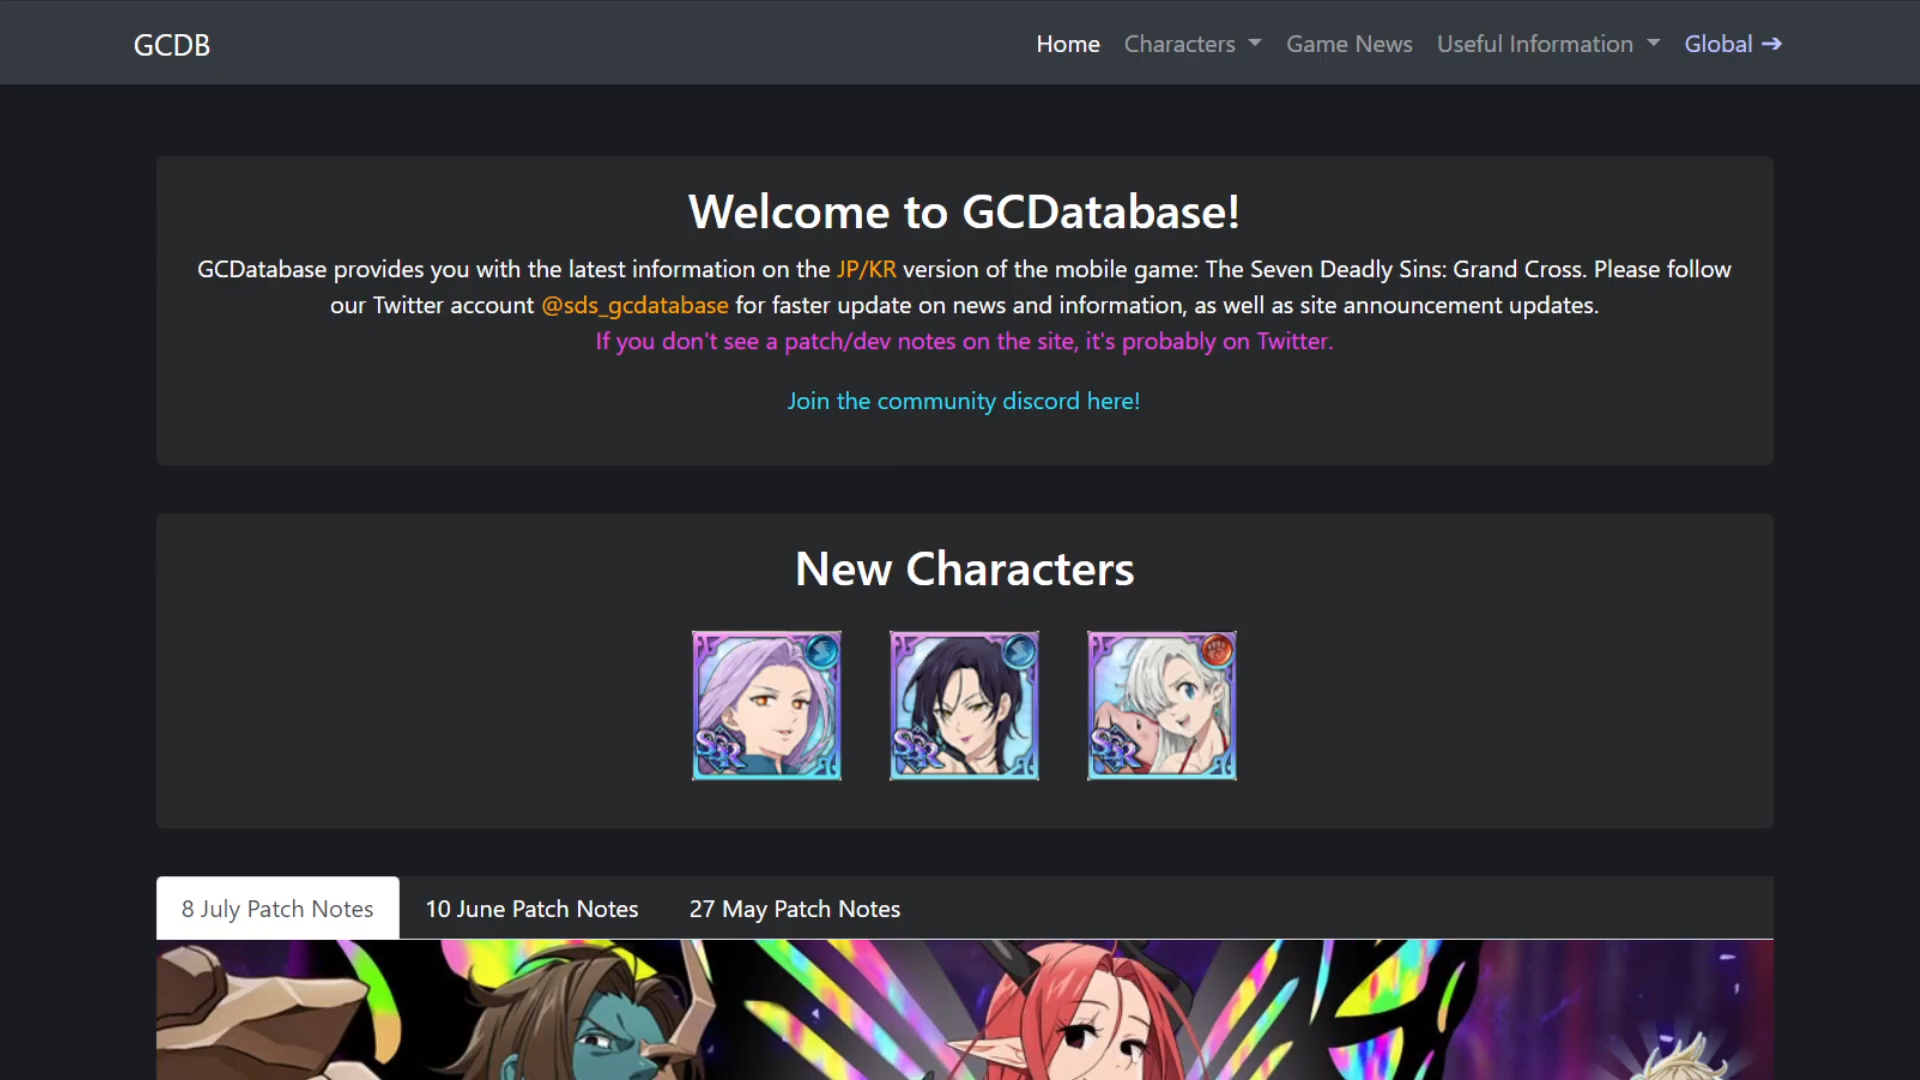 GCDB
Home
Characters
Game News
Useful Information
Global ➔
Welcome to GCDatabase!
GCDatabase provides you with the latest information on the JP/KR version of the mobile game: The Seven Deadly Sins: Grand Cross. Please follow
our Twitter account @sds_gcdatabase for faster update on news and information, as well as site announcement updates.
If you don't see a patch/dev notes on the site, it's probably on Twitter.
Join the community discord here!
New Characters
SR
SR
SR
8 July Patch Notes
10 June Patch Notes
27 May Patch Notes